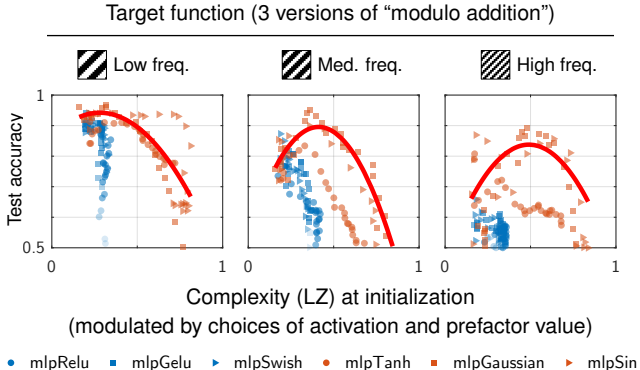 Target function (3 versions of “modulo addition”)
Low freq. Med. freq. High freq.
1
Test accuracy
0.5
0 1 0 1 0 1
Complexity (LZ) at initialization
(modulated by choices of activation and prefactor value)
mlpRelu mlpGelu mlpSwish mlpTanh mlpGaussian mlpSin